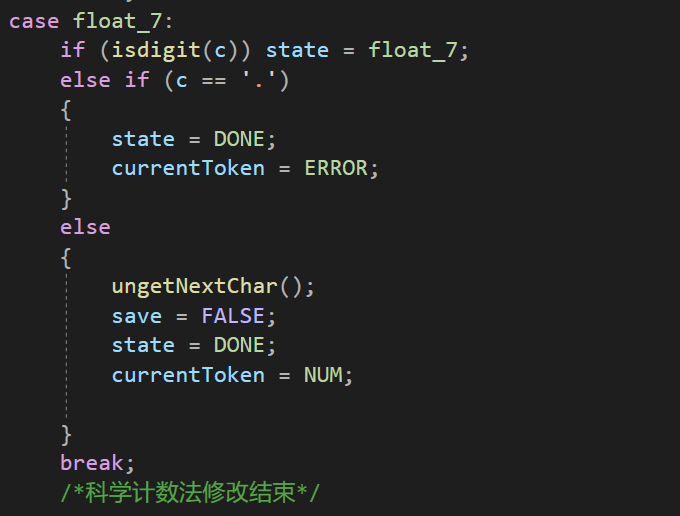 case float_7:
    if (isdigit(c)) state = float_7;
    else if (c == '.')
    {
        state = DONE;
        currentToken = ERROR;
    }
    else
    {
        ungetNextChar();
        save = FALSE;
        state = DONE;
        currentToken = NUM;
    }
    break;
    /*科学计数法修改结束*/